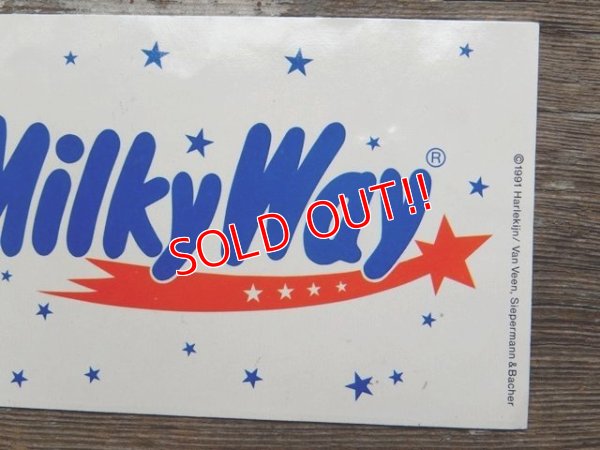 MilkyWay®
SOLD OUT!!
©1991 Harlekijn/ Van Veen, Siepermann & Bacher